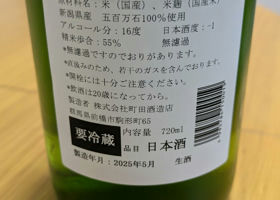 原材料名：米（国産）、米麹（国産米）
新潟県産　五百万石100%使用
アルコール分：16度　日本酒度：-1
精米歩合：55%　無濾過
*無濾過ですのでおりがあります。
*直汲みのため、若干のガスを含んでおります。
*開栓には十分ご注意ください。
*飲酒は20歳になってから。
製造者　株式会社町田酒造店
群馬県前橋市駒形町65
要冷蔵
内容量　720ml
品目　日本酒
製造年月：2025年5月　生酒